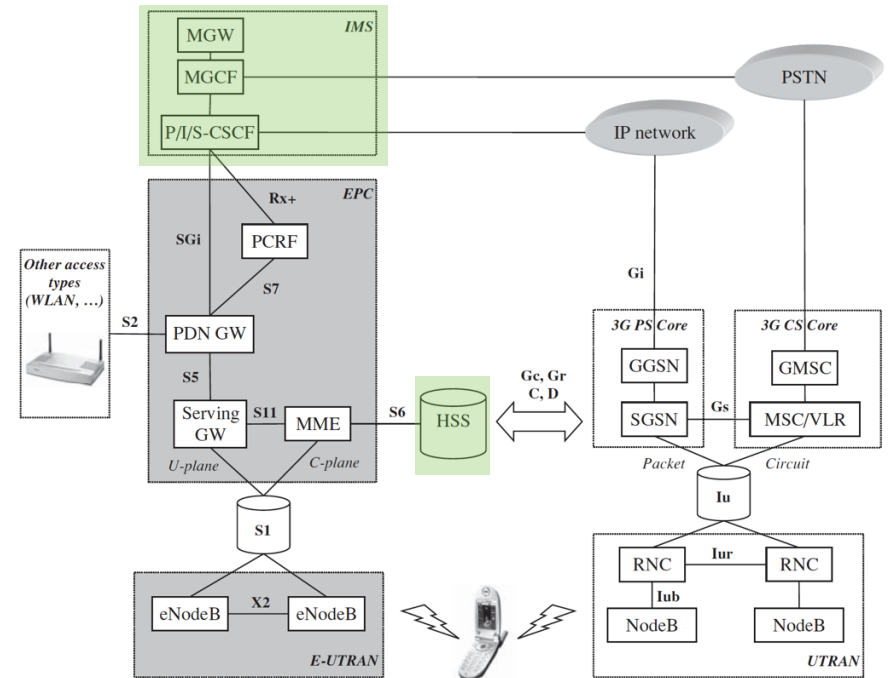 MGW
IMS
MGCF
PSTN
P/I/S-CSCF
IP network
EPC
Rx+
SGi
PCRF
Gi
Other access
types
(WLAN, ...)
S7
S2
PDN GW
3G PS Core
3G CS Core
S5
GGSN
GMSC
Gc, Gr
C, D
Serving
GW
S11
MME
S6
HSS
SGSN
Gs
MSC/VLR
U-plane
C-plane
Packet
Circuit
S1
Iu
RNC
Iur
RNC
eNodeB
X2
eNodeB
Iub
NodeB
NodeB
E-UTRAN
UTRAN